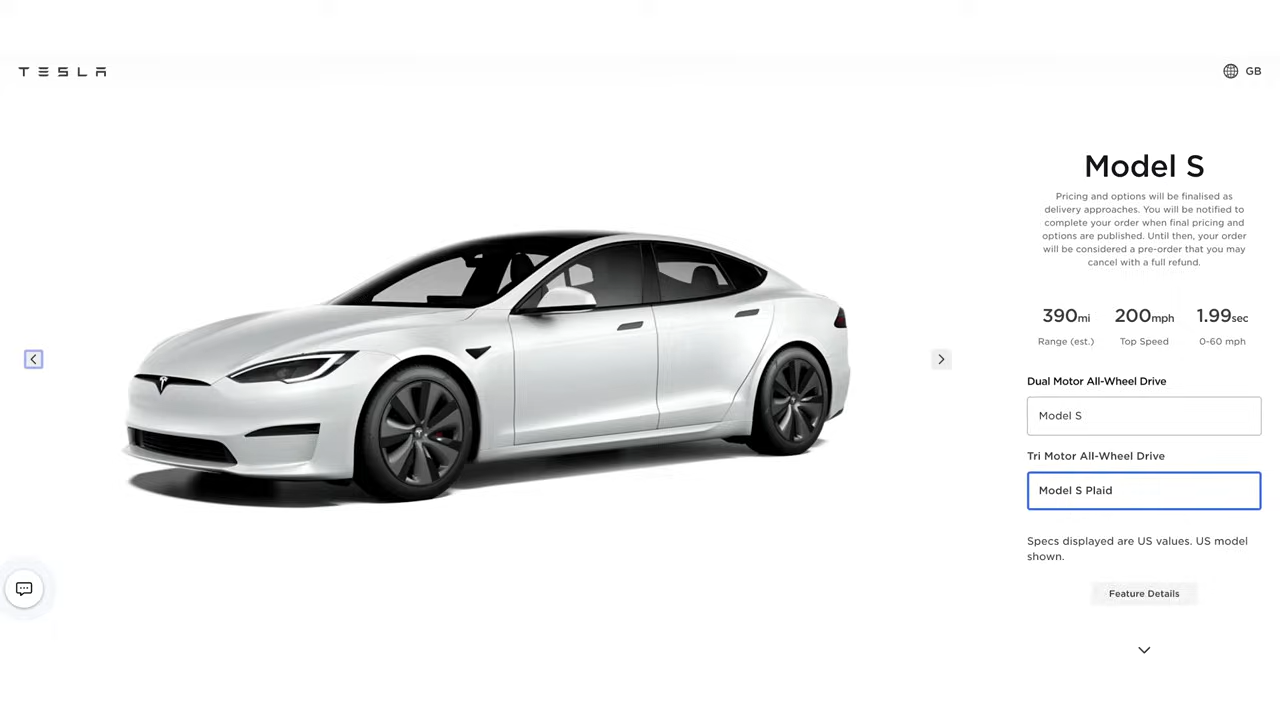 TESLA
GB
Model S
Pricing and options will be finalised as
delivery approaches. You will be notified to
complete your order when final pricing and
options are published. Until then, your order
will be considered a pre-order that you may
cancel with a full refund.
390mi 200mph 1.99sec
Range (est.) Top Speed 0-60 mph
Dual Motor All-Wheel Drive
Model S
Tri Motor All-Wheel Drive
Model S Plaid
Specs displayed are US values. US model
shown.
Feature Details